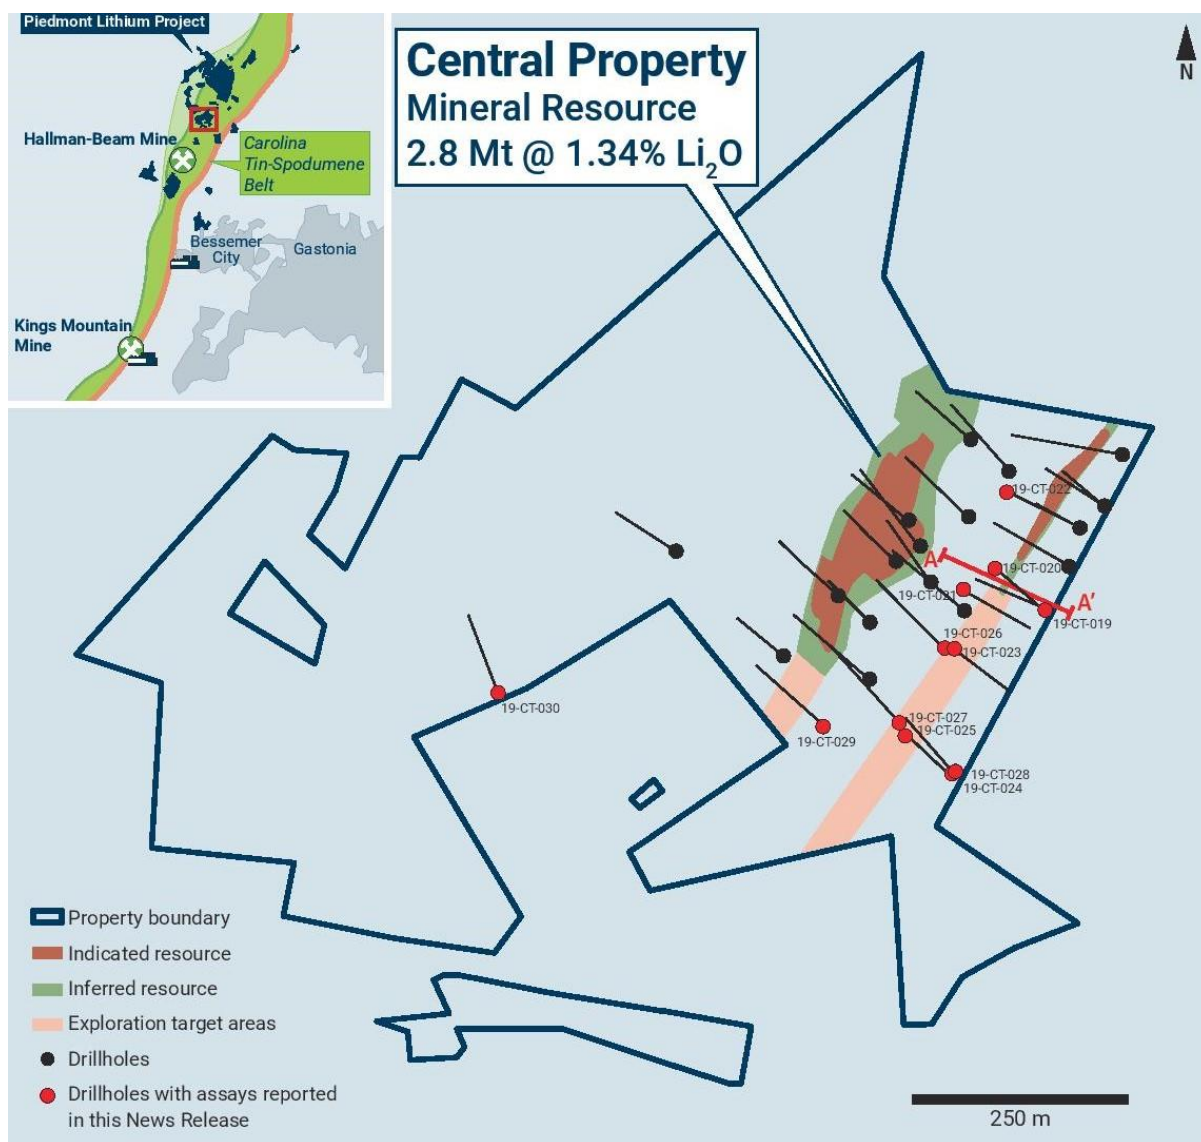 Piedmont Lithium Project
Hallman-Beam Mine
Carolina
Tin-Spodumene
Belt
Bessemer
City
Gastonia
Kings Mountain
Mine
Central Property
Mineral Resource
2.8 Mt @ 1.34% Li₂O
N
19-CT-022
A
19-CT-020
19-CT-021
A'
19-CT-019
19-CT-026
19-CT-023
19-CT-030
19-CT-027
19-CT-025
19-CT-029
19-CT-028
19-CT-024
Property boundary
Indicated resource
Inferred resource
Exploration target areas
Drillholes
Drillholes with assays reported
in this News Release
250 m